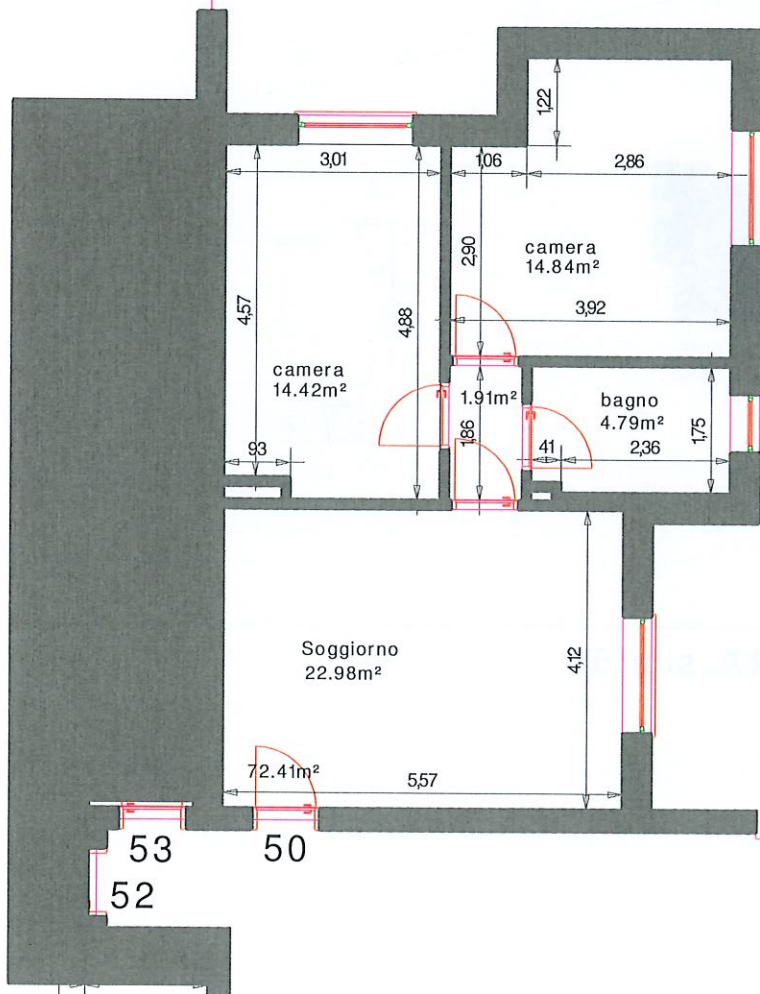 1,22
3,01
1,06
2,86
2,90
camera
14.84m²
4,57
4,88
3,92
camera
14.42m²
1.91m²
bagno
4.79m²
1,86
1,75
93
41
2,36
Soggiorno
22.98m²
4,12
72.41m²
5,57
53
50
52